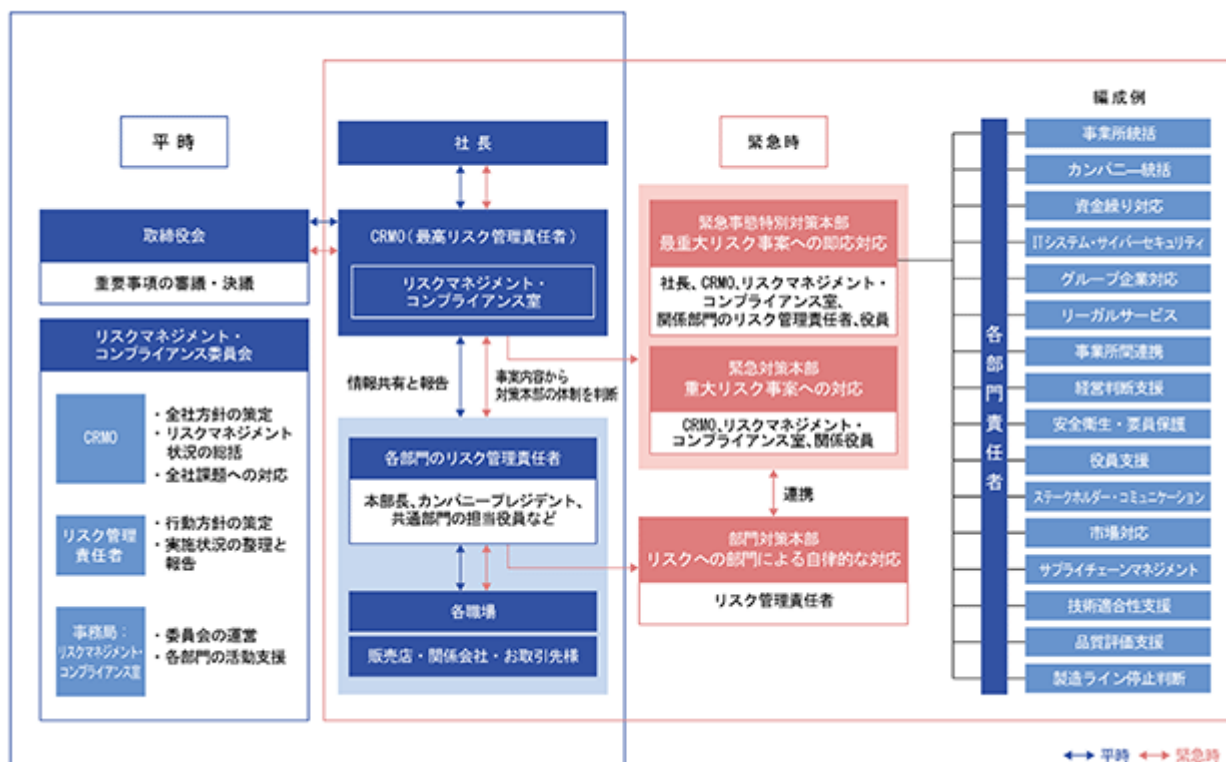 平時
取締役会
重要事項の審議・決議
リスクマネジメント・
コンプライアンス委員会
CRMO
・全社方針の策定
・リスクマネジメント
状況の総括
・全社課題への対応
リスク管理
責任者
・行動方針の策定
・実施状況の整理と
報告
事務局：
リスクマネジメント・
コンプライアンス室
・委員会の運営
・各部門の活動支援
社長
CRMO（最高リスク管理責任者）
リスクマネジメント・
コンプライアンス室
情報共有と報告
事案内容から
対策本部の体制を判断
各部門のリスク管理責任者
本部長、カンパニープレジデント、
共通部門の担当役員など
各職場
販売店・関係会社・お取引先様
緊急時
緊急事態特別対策本部
最重大リスク事案への即応対応
社長、CRMO、リスクマネジメント・
コンプライアンス室、
関係部門のリスク管理責任者、役員
緊急対策本部
重大リスク事案への対応
CRMO、リスクマネジメント・
コンプライアンス室、関係役員
連携
部門対策本部
リスクへの部門による自律的な対応
リスク管理責任者
各部門責任者
編成例
事業所統括
カンパニー統括
資金繰り対応
ITシステム・サイバーセキュリティ
グループ企業対応
リーガルサービス
事業所間連携
経営判断支援
安全衛生・要員保護
役員支援
ステークホルダー・コミュニケーション
市場対応
サプライチェーンマネジメント
技術適合性支援
品質評価支援
製造ライン停止判断
平時 緊急時